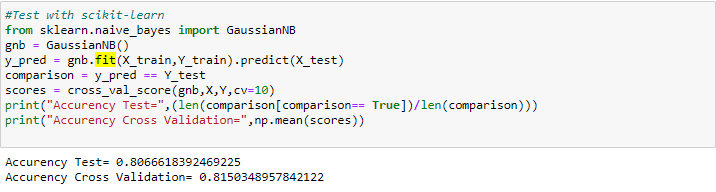 #Test with scikit-learn
from sklearn.naive_bayes import GaussianNB
gnb = GaussianNB()
y_pred = gnb.fit(X_train,Y_train).predict(X_test)
comparison = y_pred == Y_test
scores = cross_val_score(gnb,X,Y,cv=10)
print("Accurency Test=",(len(comparison[comparison== True])/len(comparison)))
print("Accurency Cross Validation=",np.mean(scores))
Accurency Test= 0.8066618392469225
Accurency Cross Validation= 0.8150348957842122